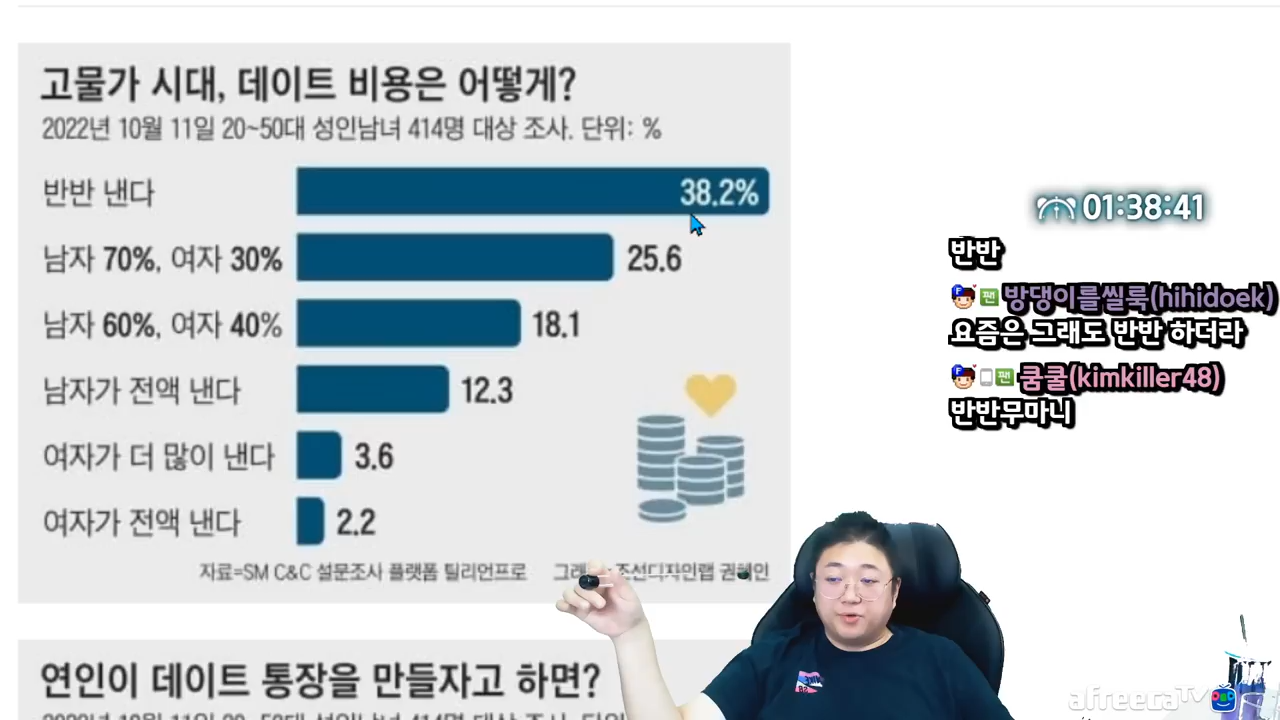 고물가 시대, 데이트 비용은 어떻게?
2022년 10월 11일 20~50대 성인남녀 414명 대상 조사. 단위: %
반반 낸다 38.2%
남자 70%, 여자 30% 25.6
남자 60%, 여자 40% 18.1
남자가 전액 낸다 12.3
여자가 더 많이 낸다 3.6
여자가 전액 낸다 2.2
자료=SM C&C 설문조사 플랫폼 틸리언프로 조선디자인랩
연인이 데이트 통장을 만들자고 하면?
01:38:41
반반
방댕이를씰룩(hihidoek)
요즘은 그래도 반반 하더라
쿰쿨(kimkiller48)
반반무마니
afreecaTV